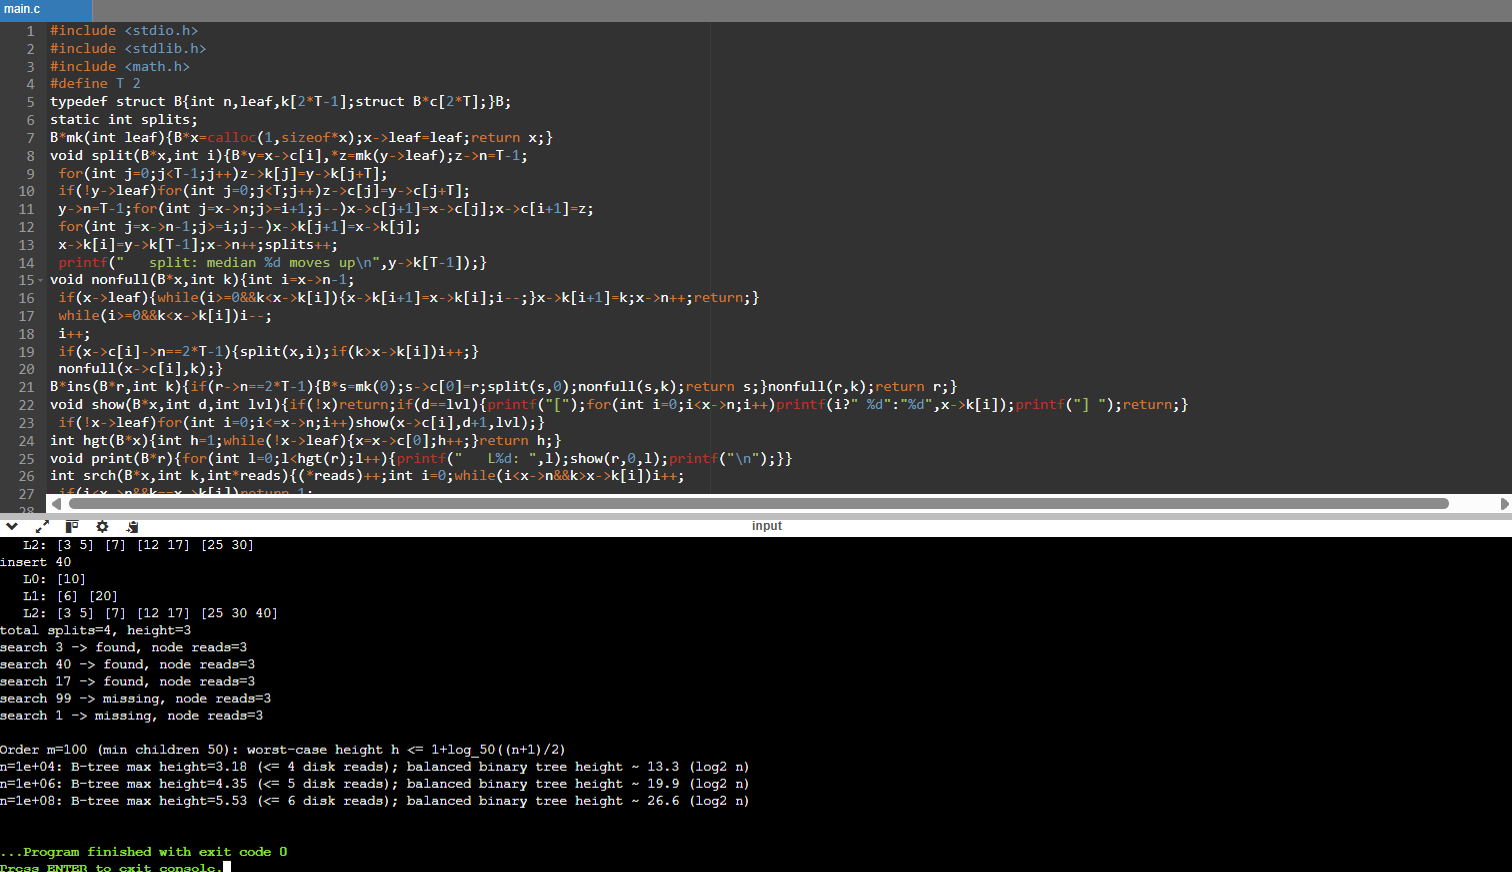 main.c
1 #include <stdio.h>
2 #include <stdlib.h>
3 #include <math.h>
4 #define T 2
5 typedef struct B{int n,leaf,k[2*T-1];struct B*c[2*T];}B;
6 static int splits;
7 B*mk(int leaf){B*x=calloc(1,sizeof*x);x->leaf=leaf;return x;}
8 void split(B*x,int i){B*y=x->c[i],*z=mk(y->leaf);z->n=T-1;
9  for(int j=0;j<T-1;j++)z->k[j]=y->k[j+T];
10  if(!y->leaf)for(int j=0;j<T;j++)z->c[j]=y->c[j+T];
11  y->n=T-1;for(int j=x->n;j>=i+1;j--)x->c[j+1]=x->c[j];x->c[i+1]=z;
12  for(int j=x->n-1;j>=i;j--)x->k[j+1]=x->k[j];
13  x->k[i]=y->k[T-1];x->n++;splits++;
14  printf("   split: median %d moves up\n",y->k[T-1]);}
15 void nonfull(B*x,int k){int i=x->n-1;
16  if(x->leaf){while(i>=0&&k<x->k[i]){x->k[i+1]=x->k[i];i--;}x->k[i+1]=k;x->n++;return;}
17  while(i>=0&&k<x->k[i])i--;
18  i++;
19  if(x->c[i]->n==2*T-1){split(x,i);if(k>x->k[i])i++;}
20  nonfull(x->c[i],k);}
21 B*ins(B*r,int k){if(r->n==2*T-1){B*s=mk(0);s->c[0]=r;split(s,0);nonfull(s,k);return s;}nonfull(r,k);return r;}
22 void show(B*x,int d,int lvl){if(!x)return;if(d==lvl){printf("[");for(int i=0;i<x->n;i++)printf(i?" %d":"%d",x->k[i]);printf("] ");return;}
23  if(!x->leaf)for(int i=0;i<=x->n;i++)show(x->c[i],d+1,lvl);}
24 int hgt(B*x){int h=1;while(!x->leaf){x=x->c[0];h++;}return h;}
25 void print(B*r){for(int l=0;l<hgt(r);l++){printf("   L%d: ",l);show(r,0,l);printf("\n");}}
26 int srch(B*x,int k,int*reads){(*reads)++;int i=0;while(i<x->n&&k>x->k[i])i++;
27  if(i<x->n&&k==x->k[i])return 1;
28
input
   L2: [3 5] [7] [12 17] [25 30]
insert 40
   L0: [10]
   L1: [6] [20]
   L2: [3 5] [7] [12 17] [25 30 40]
total splits=4, height=3
search 3 -> found, node reads=3
search 40 -> found, node reads=3
search 17 -> found, node reads=3
search 99 -> missing, node reads=3
search 1 -> missing, node reads=3
Order m=100 (min children 50): worst-case height h <= 1+log_50((n+1)/2)
n=1e+04: B-tree max height=3.18 (<= 4 disk reads); balanced binary tree height ~ 13.3 (log2 n)
n=1e+06: B-tree max height=4.35 (<= 5 disk reads); balanced binary tree height ~ 19.9 (log2 n)
n=1e+08: B-tree max height=5.53 (<= 6 disk reads); balanced binary tree height ~ 26.6 (log2 n)
...Program finished with exit code 0
Press ENTER to exit console.